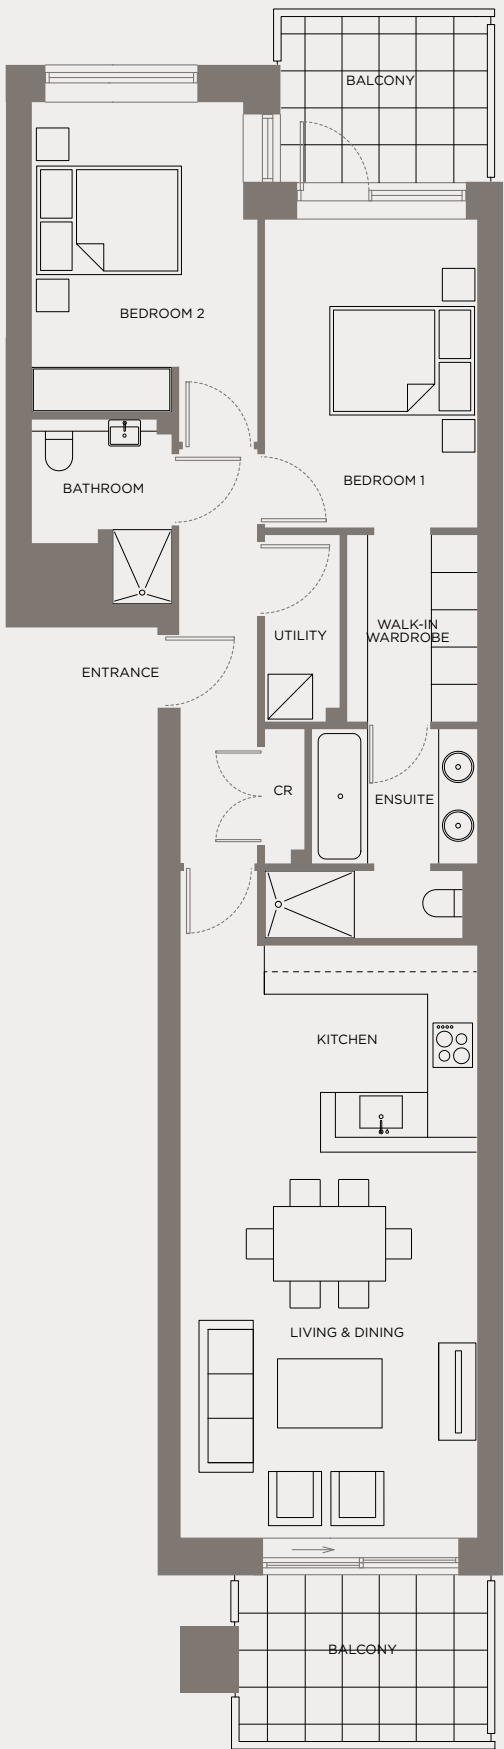 BALCONY
BEDROOM 2
BEDROOM 1
BATHROOM
WALK-IN
WARDROBE
UTILITY
ENTRANCE
CR
ENSUITE
KITCHEN
LIVING & DINING
BALCONY